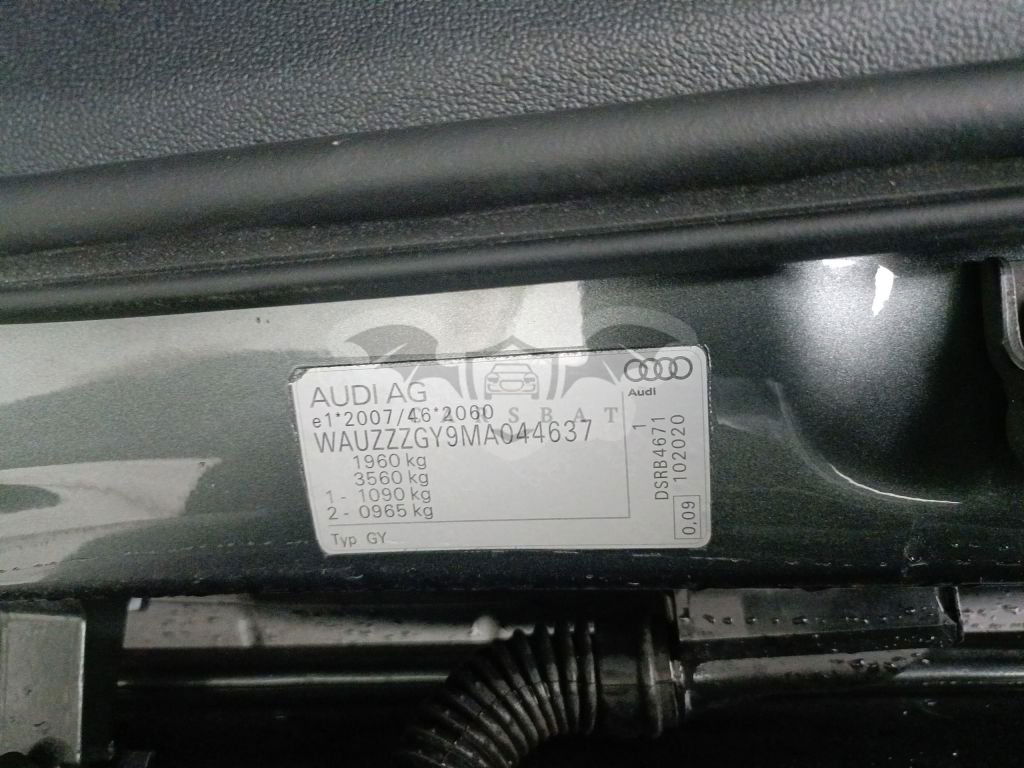 AUDI AG
e1*2007/46*2060
WAUZZZGY9MA044637
1960 kg
3560 kg
1 - 1090 kg
2 - 0965 kg
Typ GY
Audi
1
DSRB4671
102020
0,09
CARSBAT